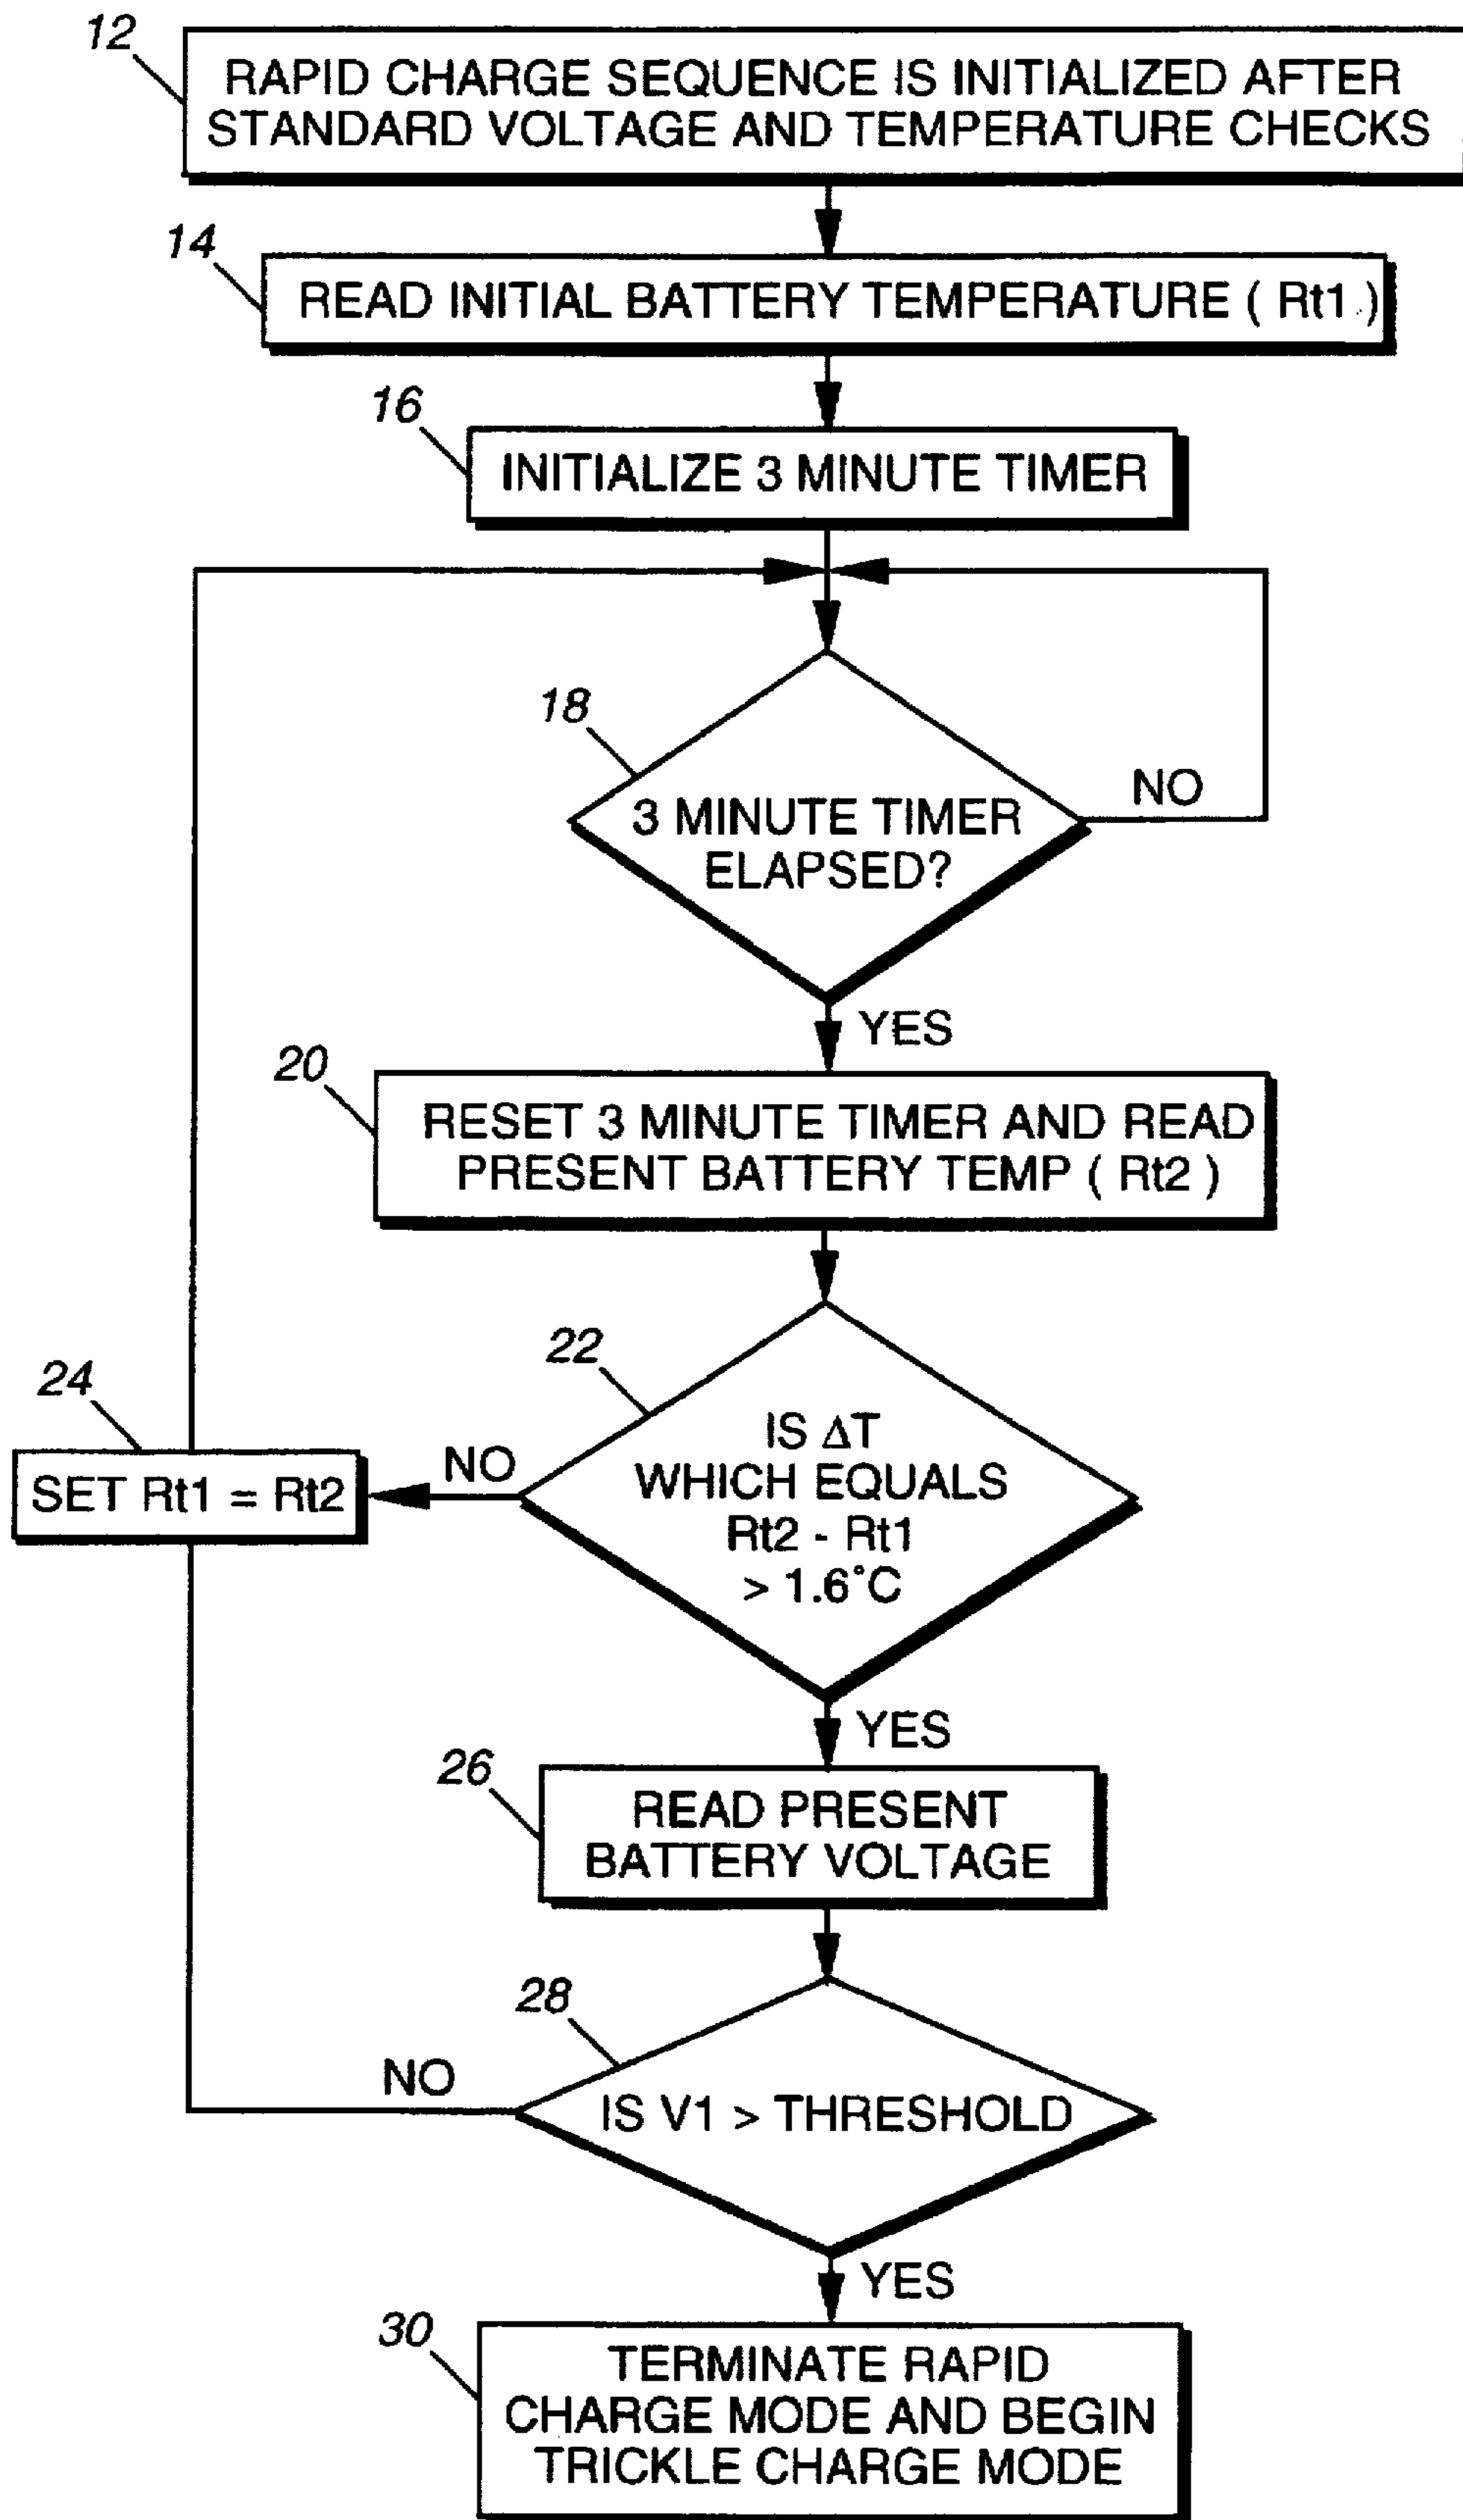 12
RAPID CHARGE SEQUENCE IS INITIALIZED AFTER
STANDARD VOLTAGE AND TEMPERATURE CHECKS
14
READ INITIAL BATTERY TEMPERATURE ( Rt1 )
16
INITIALIZE 3 MINUTE TIMER
18
3 MINUTE TIMER
ELAPSED?
NO
YES
20
RESET 3 MINUTE TIMER AND READ
PRESENT BATTERY TEMP ( Rt2 )
22
IS ΔT
WHICH EQUALS
Rt2 - Rt1
> 1.6°C
NO
24
SET Rt1 = Rt2
YES
26
READ PRESENT
BATTERY VOLTAGE
28
IS V1 > THRESHOLD
NO
YES
30
TERMINATE RAPID
CHARGE MODE AND BEGIN
TRICKLE CHARGE MODE